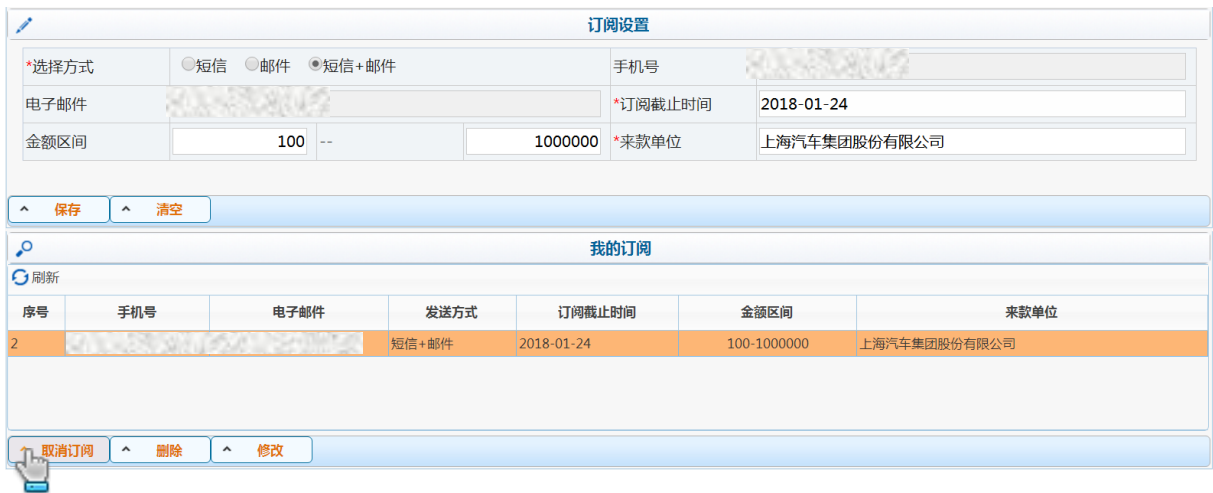 订阅设置
*选择方式 短信 邮件 短信+邮件 手机号
电子邮件 *订阅截止时间 2018-01-24
金额区间 100 -- 1000000 *来款单位 上海汽车集团股份有限公司
保存 清空
我的订阅
刷新
序号 手机号 电子邮件 发送方式 订阅截止时间 金额区间 来款单位
2 短信+邮件 2018-01-24 100-1000000 上海汽车集团股份有限公司
取消订阅 删除 修改